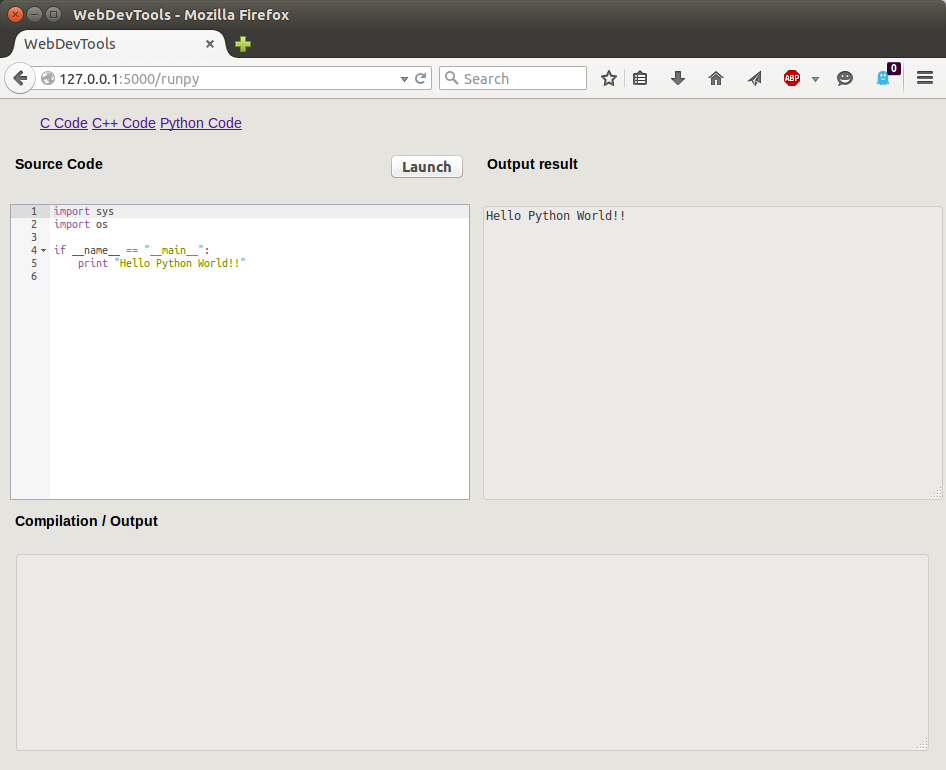 WebDevTools - Mozilla Firefox
WebDevTools
127.0.0.1:5000/runpy
Search
ABP
0
C Code C++ Code Python Code
Source Code
Launch
Output result
1 import sys
2 import os
3
4 if __name__ == "__main__":
5     print "Hello Python World!!"
6
Hello Python World!!
Compilation / Output